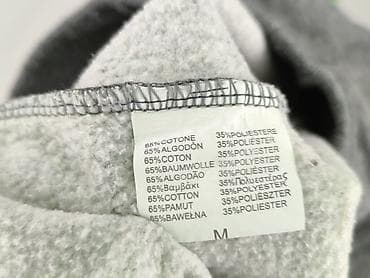 65%COTONE 35%POLIESTERE
65%ALGODÓN 35%POLIÉSTER
65%COTON 35%POLYESTER
65%BAUMWOLLE 35%POLYESTER
65%ALGODÃO 35%POLIÉSTER
65%Βαμβάκι 35%Πολυεστέρας
65%COTTON 35%POLYESTER
65%PAMUT 35%POLIÉSZTER
65%BAWEŁNA 35%POLIESTER
M